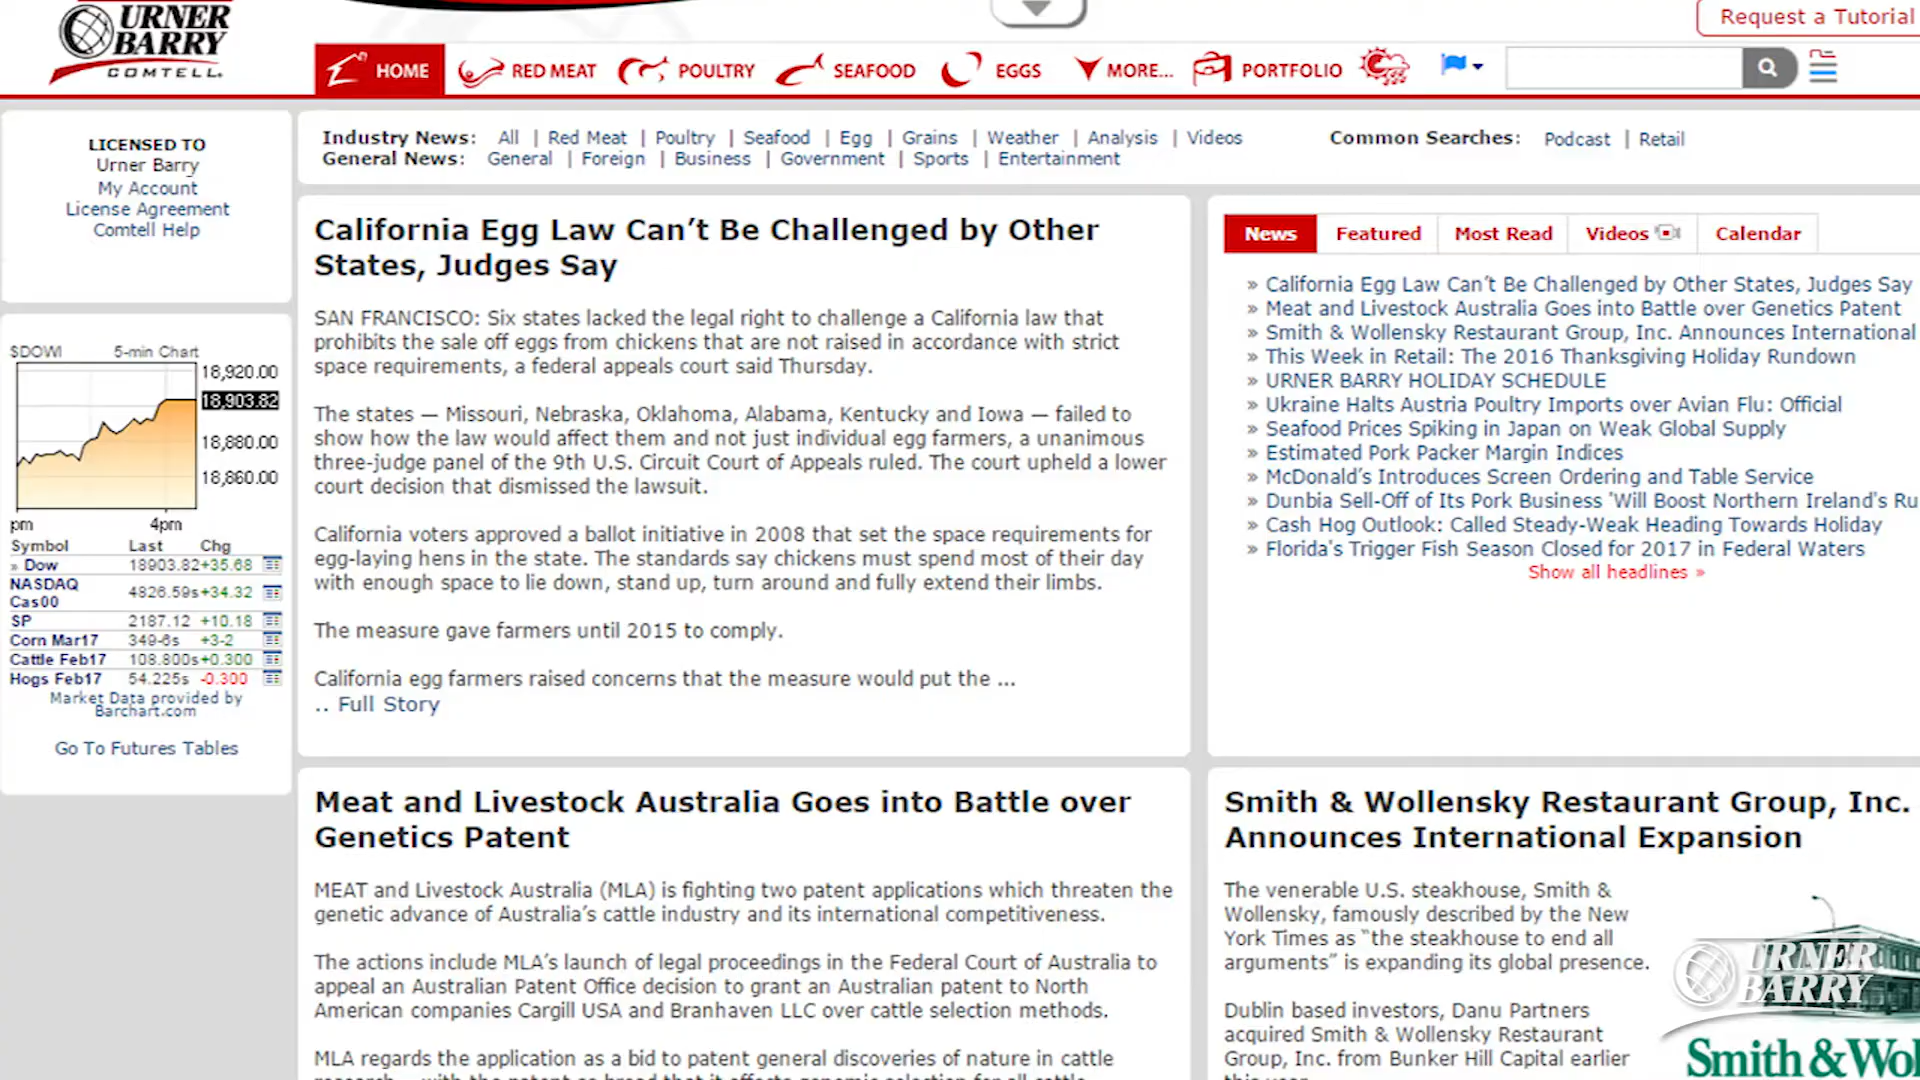 URNER
BARRY
COMTELL
Request a Tutorial
HOME
RED MEAT
POULTRY
SEAFOOD
EGGS
MORE...
PORTFOLIO
LICENSED TO
Urner Barry
My Account
License Agreement
Comtell Help
Industry News: All | Red Meat | Poultry | Seafood | Egg | Grains | Weather | Analysis | Videos
General News: General | Foreign | Business | Government | Sports | Entertainment
Common Searches: Podcast | Retail
$DOWI 5-min Chart
18,920.00
18,903.82
18,880.00
18,860.00
pm 4pm
Symbol Last Chg
» Dow 18903.82 +35.68
NASDAQ
Cas00 4826.59s +34.32
SP 2187.12 +10.18
Corn Mar17 349-6s +3-2
Cattle Feb17 108.800s +0.300
Hogs Feb17 54.225s -0.300
Market Data provided by
Barchart.com
Go To Futures Tables
California Egg Law Can’t Be Challenged by Other
States, Judges Say
SAN FRANCISCO: Six states lacked the legal right to challenge a California law that
prohibits the sale off eggs from chickens that are not raised in accordance with strict
space requirements, a federal appeals court said Thursday.
The states — Missouri, Nebraska, Oklahoma, Alabama, Kentucky and Iowa — failed to
show how the law would affect them and not just individual egg farmers, a unanimous
three-judge panel of the 9th U.S. Circuit Court of Appeals ruled. The court upheld a lower
court decision that dismissed the lawsuit.
California voters approved a ballot initiative in 2008 that set the space requirements for
egg-laying hens in the state. The standards say chickens must spend most of their day
with enough space to lie down, stand up, turn around and fully extend their limbs.
The measure gave farmers until 2015 to comply.
California egg farmers raised concerns that the measure would put the ...
.. Full Story
News Featured Most Read Videos Calendar
» California Egg Law Can’t Be Challenged by Other States, Judges Say
» Meat and Livestock Australia Goes into Battle over Genetics Patent
» Smith & Wollensky Restaurant Group, Inc. Announces International
» This Week in Retail: The 2016 Thanksgiving Holiday Rundown
» URNER BARRY HOLIDAY SCHEDULE
» Ukraine Halts Austria Poultry Imports over Avian Flu: Official
» Seafood Prices Spiking in Japan on Weak Global Supply
» Estimated Pork Packer Margin Indices
» McDonald’s Introduces Screen Ordering and Table Service
» Dunbia Sell-Off of Its Pork Business 'Will Boost Northern Ireland's Ru
» Cash Hog Outlook: Called Steady-Weak Heading Towards Holiday
» Florida's Trigger Fish Season Closed for 2017 in Federal Waters
Show all headlines »
Meat and Livestock Australia Goes into Battle over
Genetics Patent
MEAT and Livestock Australia (MLA) is fighting two patent applications which threaten the
genetic advance of Australia’s cattle industry and its international competitiveness.
The actions include MLA’s launch of legal proceedings in the Federal Court of Australia to
appeal an Australian Patent Office decision to grant an Australian patent to North
American companies Cargill USA and Branhaven LLC over cattle selection methods.
MLA regards the application as a bid to patent general discoveries of nature in cattle
Smith & Wollensky Restaurant Group, Inc.
Announces International Expansion
The venerable U.S. steakhouse, Smith &
Wollensky, famously described by the New
York Times as “the steakhouse to end all
arguments” is expanding its global presence.
Dublin based investors, Danu Partners
acquired Smith & Wollensky Restaurant
Group, Inc. from Bunker Hill Capital earlier
URNER
BARRY
Smith & Wol